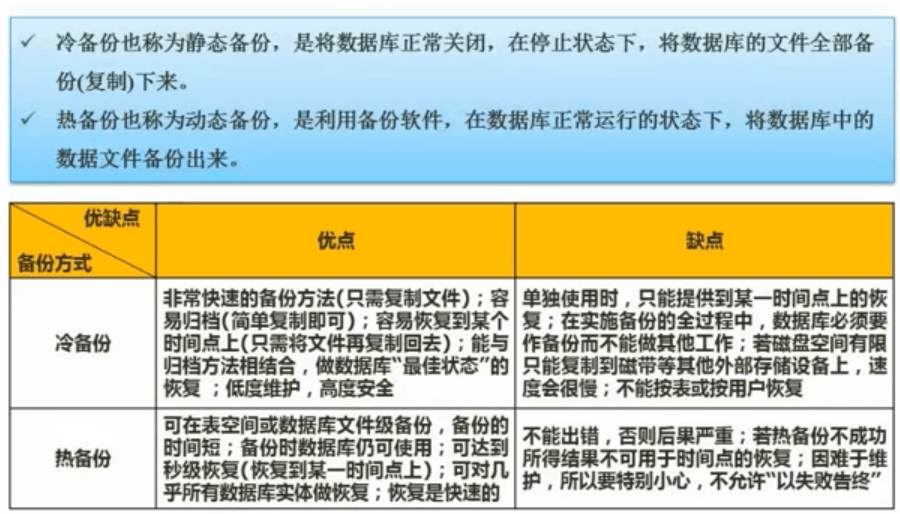 ✓ 冷备份也称为静态备份，是将数据库正常关闭，在停止状态下，将数据库的文件全部备
份(复制)下来。
✓ 热备份也称为动态备份，是利用备份软件，在数据库正常运行的状态下，将数据库中的
数据文件备份出来。
优缺点
备份方式
优点
缺点
冷备份
非常快速的备份方法(只需复制文件)；容
易归档(简单复制即可)；容易恢复到某个
时间点上(只需将文件再复制回去)；能与
归档方法相结合，做数据库“最佳状态”的
恢复 ；低度维护，高度安全
单独使用时，只能提供到某一时间点上的恢
复；在实施备份的全过程中，数据库必须要
作备份而不能做其他工作；若磁盘空间有限
只能复制到磁带等其他外部存储设备上，速
度会很慢；不能按表或按用户恢复
热备份
可在表空间或数据库文件级备份，备份的
时间短；备份时数据库仍可使用；可达到
秒级恢复(恢复到某一时间点上)；可对几
乎所有数据库实体做恢复；恢复是快速的
不能出错，否则后果严重；若热备份不成功
所得结果不可用于时间点的恢复；因难于维
护，所以要特别小心，不允许“以失败告终”